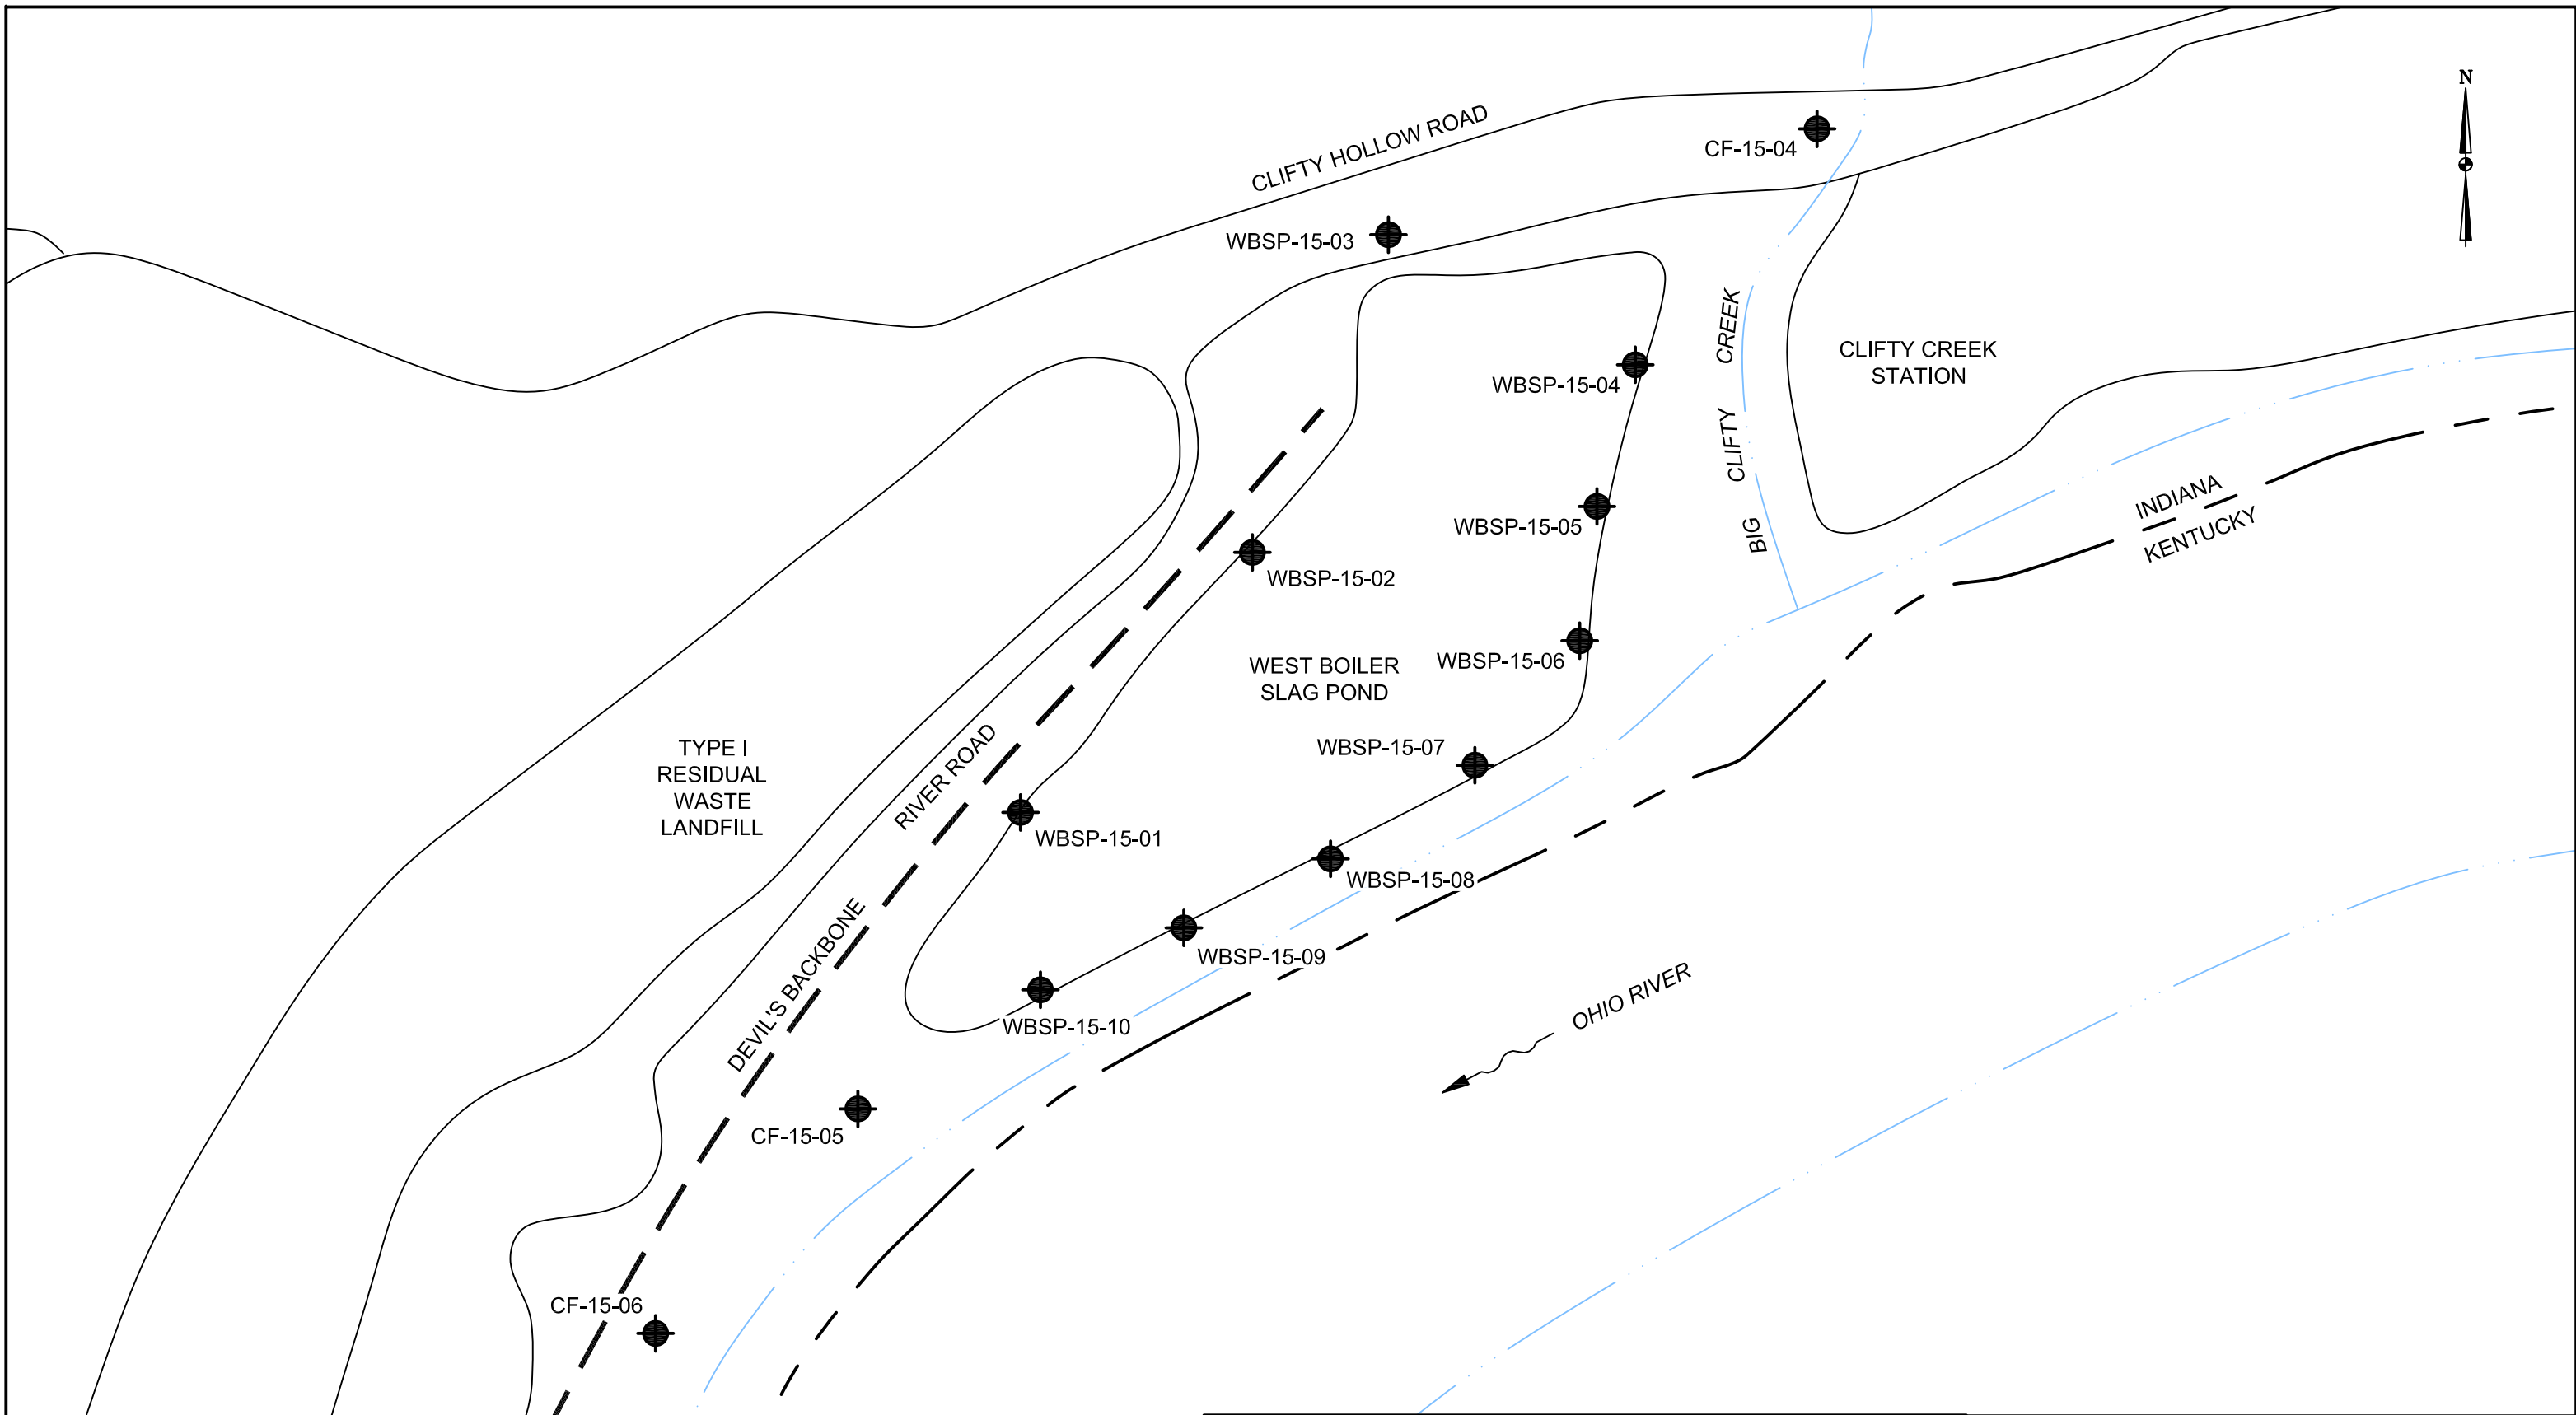 N
CLIFTY HOLLOW ROAD
CF-15-04
WBSP-15-03
BIG CLIFTY CREEK
CLIFTY CREEK
STATION
WBSP-15-04
INDIANA
KENTUCKY
WBSP-15-05
WBSP-15-02
WBSP-15-06
WEST BOILER
SLAG POND
WBSP-15-07
TYPE I
RESIDUAL
WASTE
LANDFILL
RIVER ROAD
WBSP-15-01
WBSP-15-08
DEVIL'S BACKBONE
WBSP-15-09
WBSP-15-10
OHIO RIVER
CF-15-05
CF-15-06